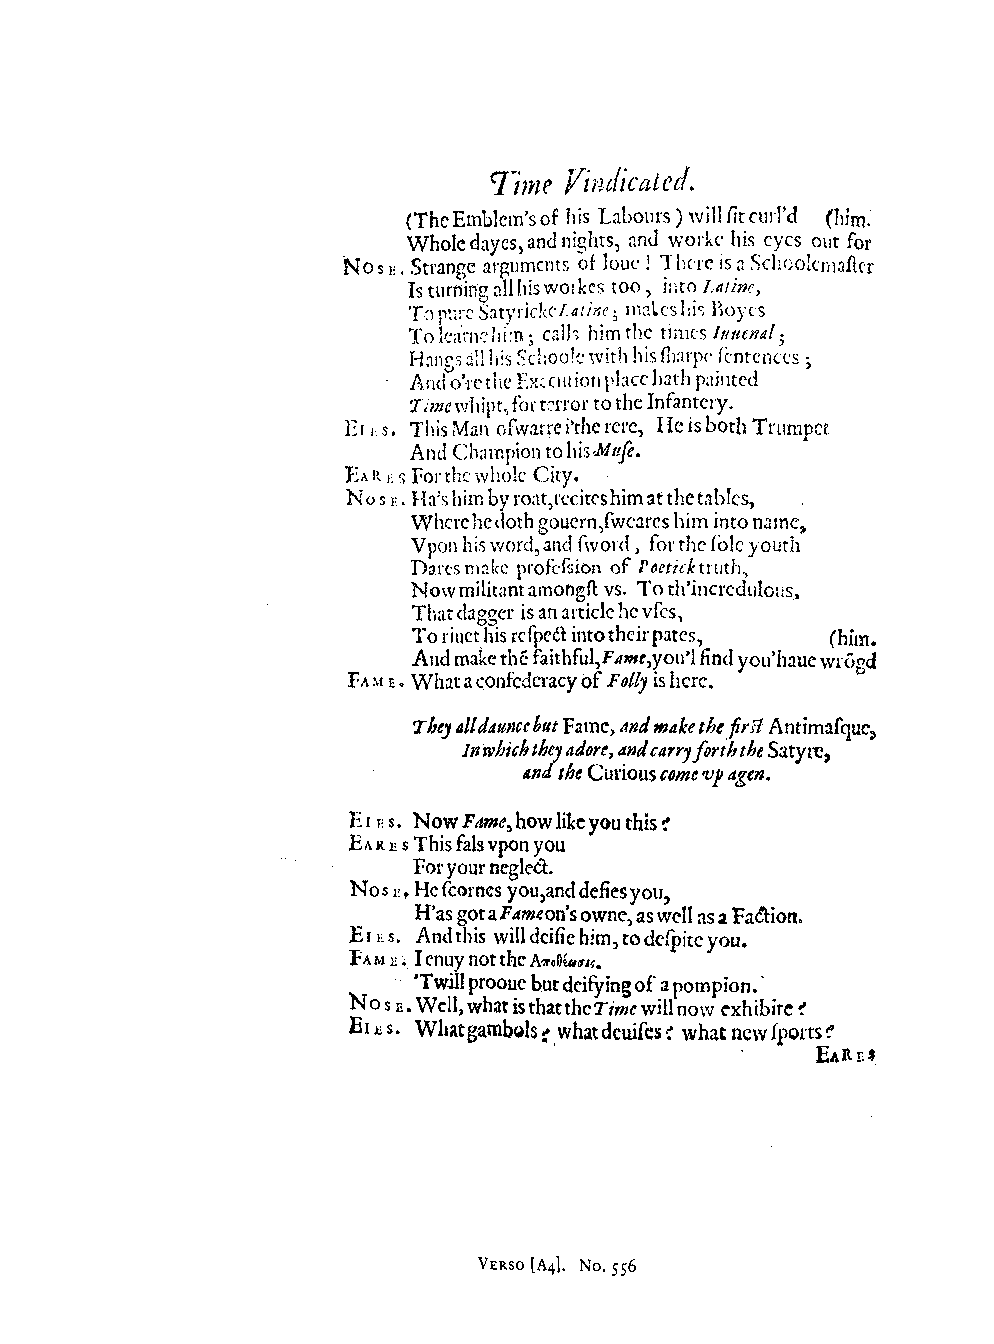 Time Vindicated.
(The Emblem's of his Labours) will ſit curl'd (him.
Whole dayes, and nights, and worke his eyes out for
NOSE. Strange arguments of loue! There is a Schoolemaſter
Is turning all his workes too, into Latine,
To pure Satyricke Latine; makes his Boyes
To learne him; calls him the times Iuuenal;
Hangs all his Schoole with his ſharpe ſentences;
And o're the Execution place hath painted
Time whipt, for terror to the Infantery.
EIES. This Man of warre i'the rere, He is both Trumpet
And Champion to his Muſe.
EARES For the whole City.
NOSE. Ha's him by roat, recites him at the tables,
Where he doth gouern, ſweares him into name,
Vpon his word, and ſword, for the ſole youth
Dares make profeſsion of Poetick truth,
Now militant amongſt vs. To th'incredulous,
That dagger is an article he vſes,
To riuet his reſpect into their pates, (him.
And make thē faithful, Fame, you'l find you'haue wrōgd
FAME. What a confederacy of Folly is here.
They all daunce but Fame, and make the firſt Antimaſque,
In which they adore, and carry forth the Satyre,
and the Curious come vp agen.
EIES. Now Fame, how like you this?
EARES This fals vpon you
For your neglect.
NOSE. He ſcornes you, and defies you,
H'as got a Fame on's owne, as well as a Faction.
EIES. And this will deifie him, to deſpite you.
FAME. I enuy not the Αποθέωσις.
'Twill prooue but deifying of a pompion.
NOSE. Well, what is that the Time will now exhibite?
EIES. What gambols? what deuiſes? what new ſports?
EARES
VERSO [A4]. No. 556